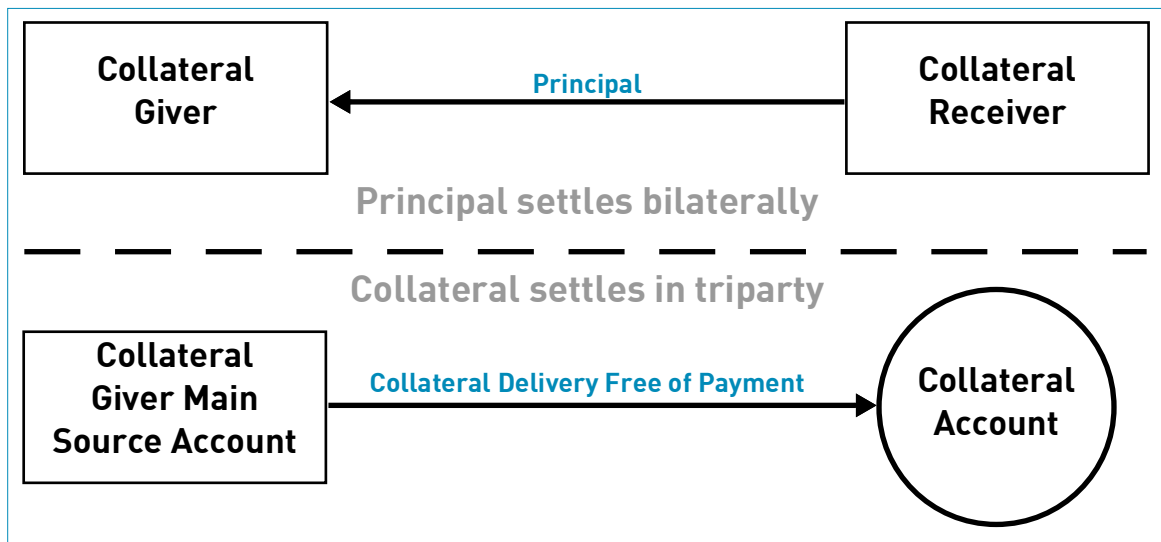 Collateral
Giver
Principal
Collateral
Receiver
Principal settles bilaterally
Collateral settles in triparty
Collateral
Giver Main
Source Account
Collateral Delivery Free of Payment
Collateral
Account